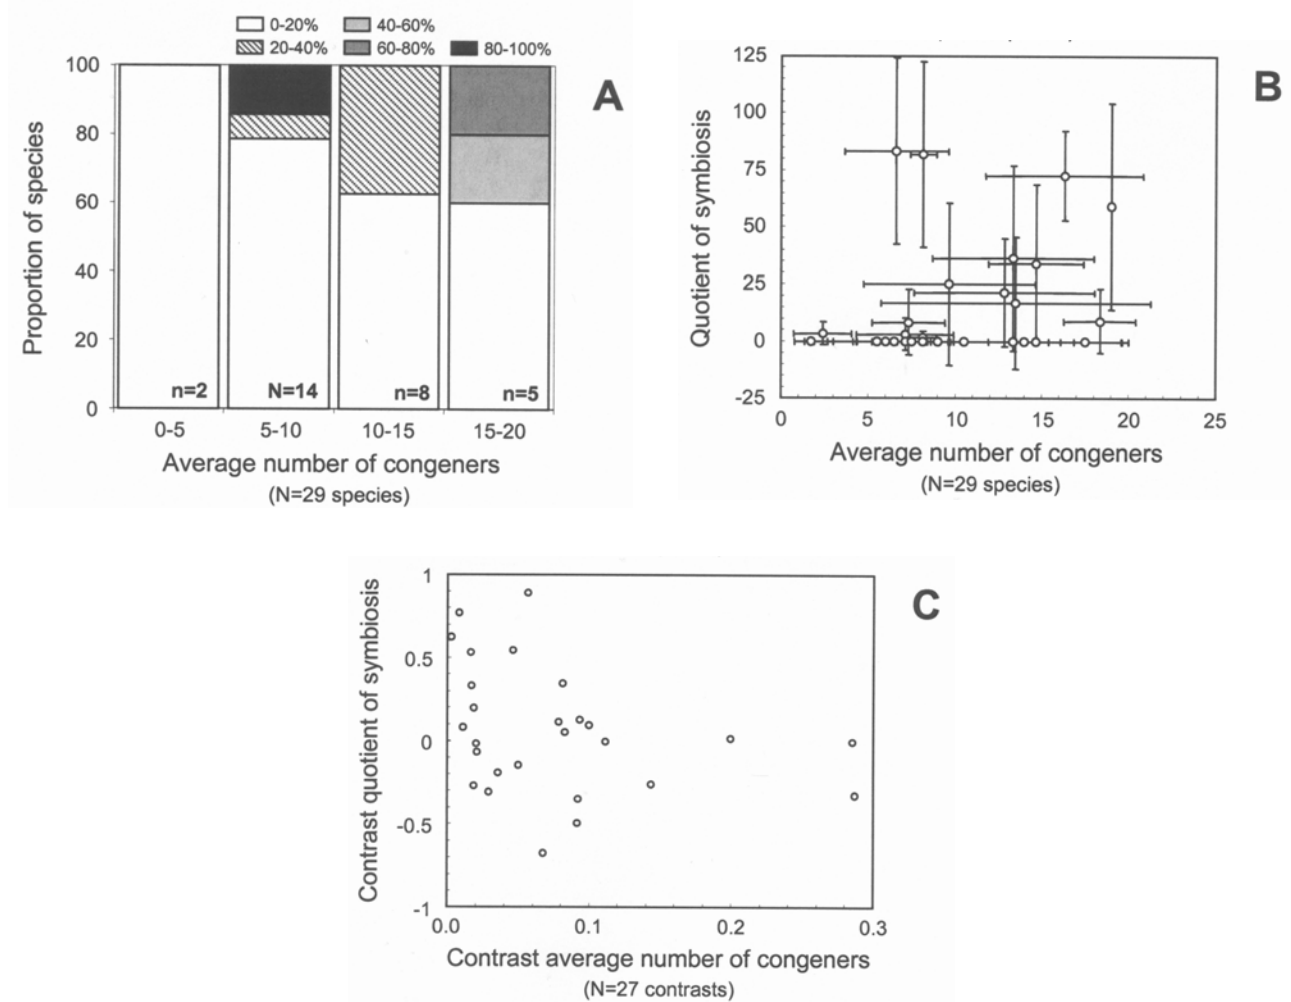 0-20% 40-60%
20-40% 60-80% 80-100%
A
Proportion of species
100
80
60
40
20
0
n=2 N=14 n=8 n=5
0-5 5-10 10-15 15-20
Average number of congeners
(N=29 species)
B
Quotient of symbiosis
125
100
75
50
25
0
-25
0 5 10 15 20 25
Average number of congeners
(N=29 species)
C
Contrast quotient of symbiosis
1
0.5
0
-0.5
-1
0.0 0.1 0.2 0.3
Contrast average number of congeners
(N=27 contrasts)